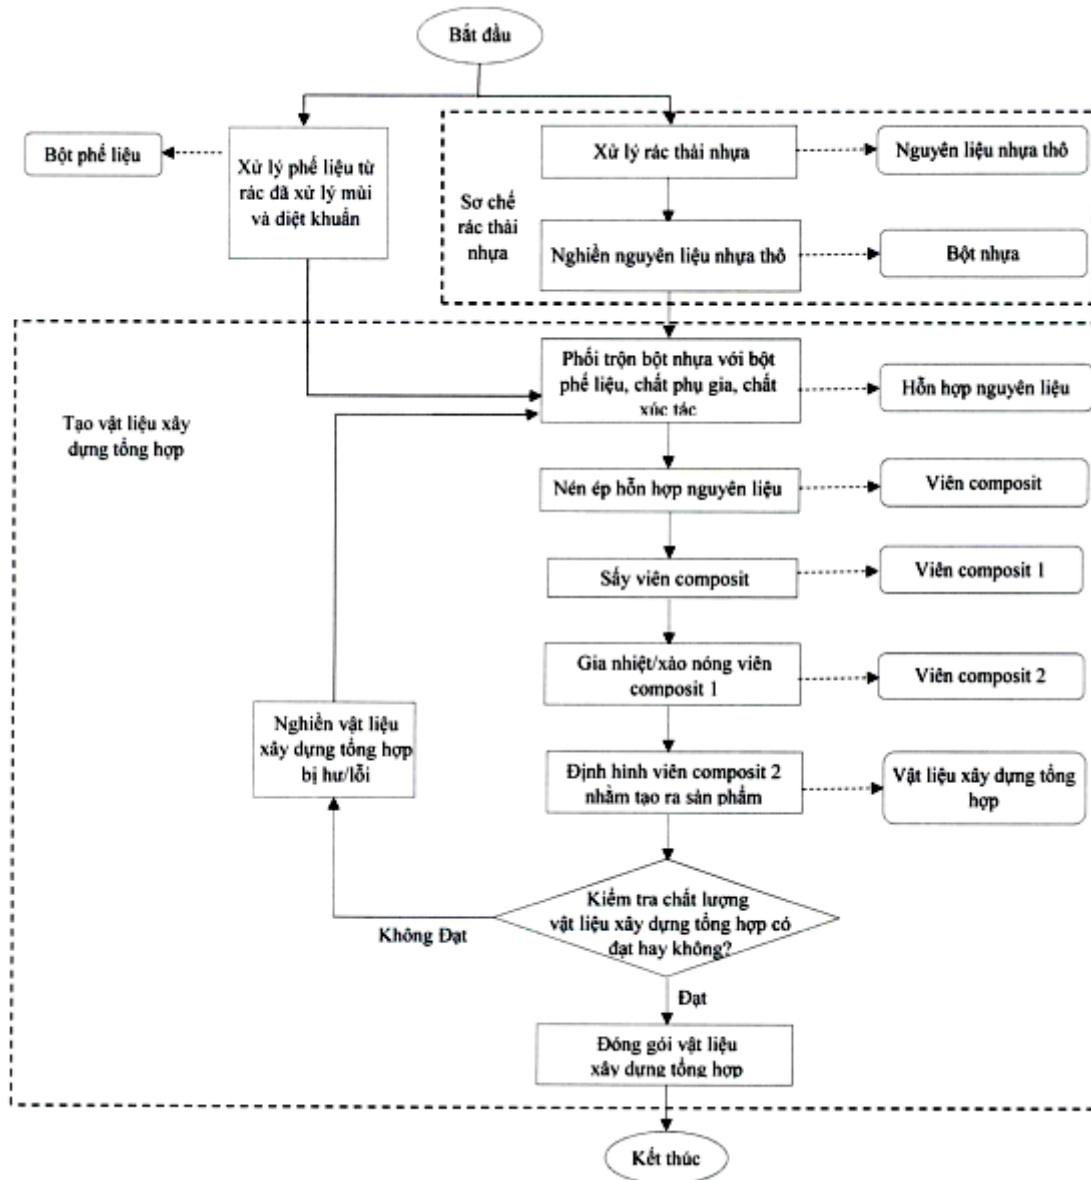 Bắt đầu
Bột phế liệu
Xử lý phế liệu từ
rác đã xử lý mùi
và diệt khuẩn
Sơ chế
rác thải
nhựa
Xử lý rác thải nhựa
Nguyên liệu nhựa thô
Nghiền nguyên liệu nhựa thô
Bột nhựa
Tạo vật liệu xây
dựng tổng hợp
Phối trộn bột nhựa với bột
phế liệu, chất phụ gia, chất
xúc tác
Hỗn hợp nguyên liệu
Nén ép hỗn hợp nguyên liệu
Viên composit
Sấy viên composit
Viên composit 1
Gia nhiệt/xào nóng viên
composit 1
Viên composit 2
Nghiền vật liệu
xây dựng tổng hợp
bị hư/lỗi
Định hình viên composit 2
nhằm tạo ra sản phẩm
Vật liệu xây dựng tổng
hợp
Kiểm tra chất lượng
vật liệu xây dựng tổng hợp có
đạt hay không?
Không Đạt
Đạt
Đóng gói vật liệu
xây dựng tổng hợp
Kết thúc